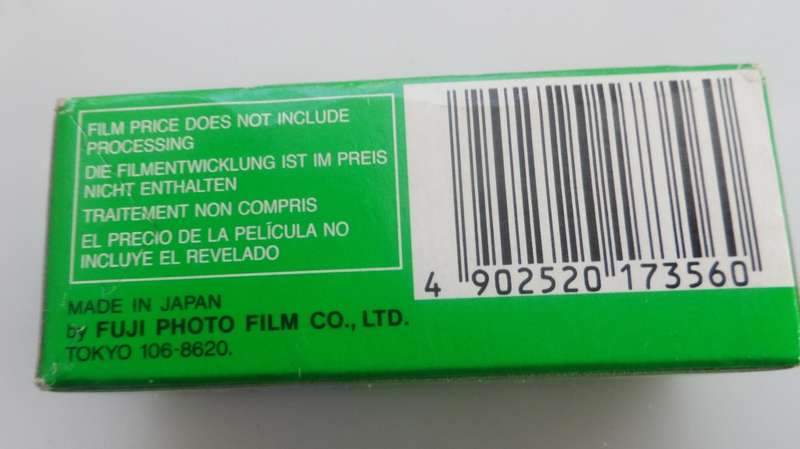 FILM PRICE DOES NOT INCLUDE
PROCESSING
DIE FILMENTWICKLUNG IST IM PREIS
NICHT ENTHALTEN
TRAITEMENT NON COMPRIS
EL PRECIO DE LA PELÍCULA NO
INCLUYE EL REVELADO
MADE IN JAPAN
by FUJI PHOTO FILM CO., LTD.
TOKYO 106-8620.
4 902520 173560